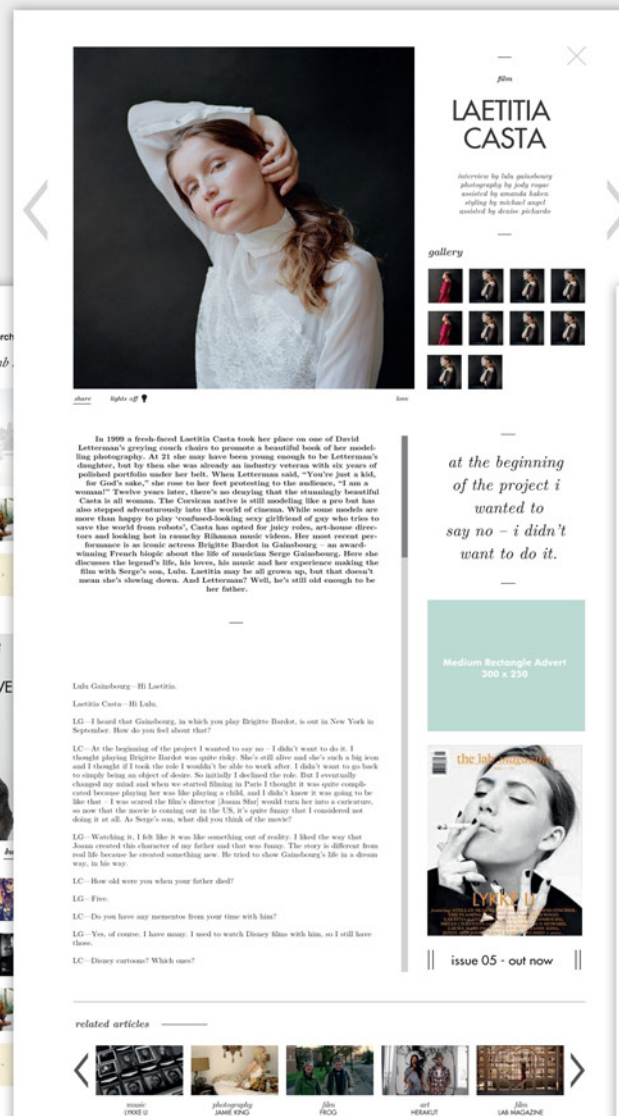 film
LAETITIA
CASTA
interview by lulu gainsbourg
photography by jody rogac
assisted by amanda hakan
styling by michael angel
assisted by denise pichardo
gallery
share
lights off
love
In 1999 a fresh-faced Laetitia Casta took her place on one of David
Letterman's greying couch chairs to promote a beautiful book of her model-
ling photography. At 21 she may have been young enough to be Letterman's
daughter, but by then she was already an industry veteran with six years of
polished portfolio under her belt. When Letterman said, "You're just a kid,
for God's sake," she rose to her feet protesting to the audience, "I am a
woman!" Twelve years later, there's no denying that the stunningly beautiful
Casta is all woman. The Corsican native is still modeling like a pro but has
also stepped adventurously into the world of cinema. While some models are
more than happy to play 'confused-looking sexy girlfriend of guy who tries to
save the world from robots', Casta has opted for juicy roles, art-house direc-
tors and looking hot in raunchy Rihanna music videos. Her most recent per-
formance is as iconic actress Brigitte Bardot in Gainsbourg – an award-
winning French biopic about the life of musician Serge Gainsbourg. Here she
discusses the legend's life, his loves, his music and her experience making the
film with Serge's son, Lulu. Laetitia may be all grown up, but that doesn't
mean she's slowing down. And Letterman? Well, he's still old enough to be
her father.
Lulu Gainsbourg—Hi Laetitia.
Laetitia Casta—Hi Lulu.
LG—I heard that Gainsbourg, in which you play Brigitte Bardot, is out in New York in
September. How do you feel about that?
LC—At the beginning of the project I wanted to say no – I didn't want to do it. I
thought playing Brigitte Bardot was quite risky. She's still alive and she's such a big icon
and I thought if I took the role I wouldn't be able to work after. I didn't want to go back
to simply being an object of desire. So initially I declined the role. But I eventually
changed my mind and when we started filming in Paris I thought it was quite compli-
cated because playing her was like playing a child, and I didn't know it was going to be
like that – I was scared the film's director [Joann Sfar] would turn her into a caricature,
so now that the movie is coming out in the US, it's quite funny that I considered not
doing it at all. As Serge's son, what did you think of the movie?
LG—Watching it, I felt like it was like something out of reality. I liked the way that
Joann created this character of my father and that was funny. The story is different from
real life because he created something new. He tried to show Gainsbourg's life in a dream
way, in his way.
LC—How old were you when your father died?
LG—Five.
LC—Do you have any mementos from your time with him?
LG—Yes, of course. I have many. I used to watch Disney films with him, so I still have
those.
LC—Disney cartoons? Which ones?
at the beginning
of the project i
wanted to
say no – i didn't
want to do it.
Medium Rectangle Advert
300 x 250
the lab magazine
LYKKE LI
issue 05 - out now
related articles
music
LYKKE LI
photography
JAMIE KING
film
FROG
art
HERAKUT
film
LAB MAGAZINE